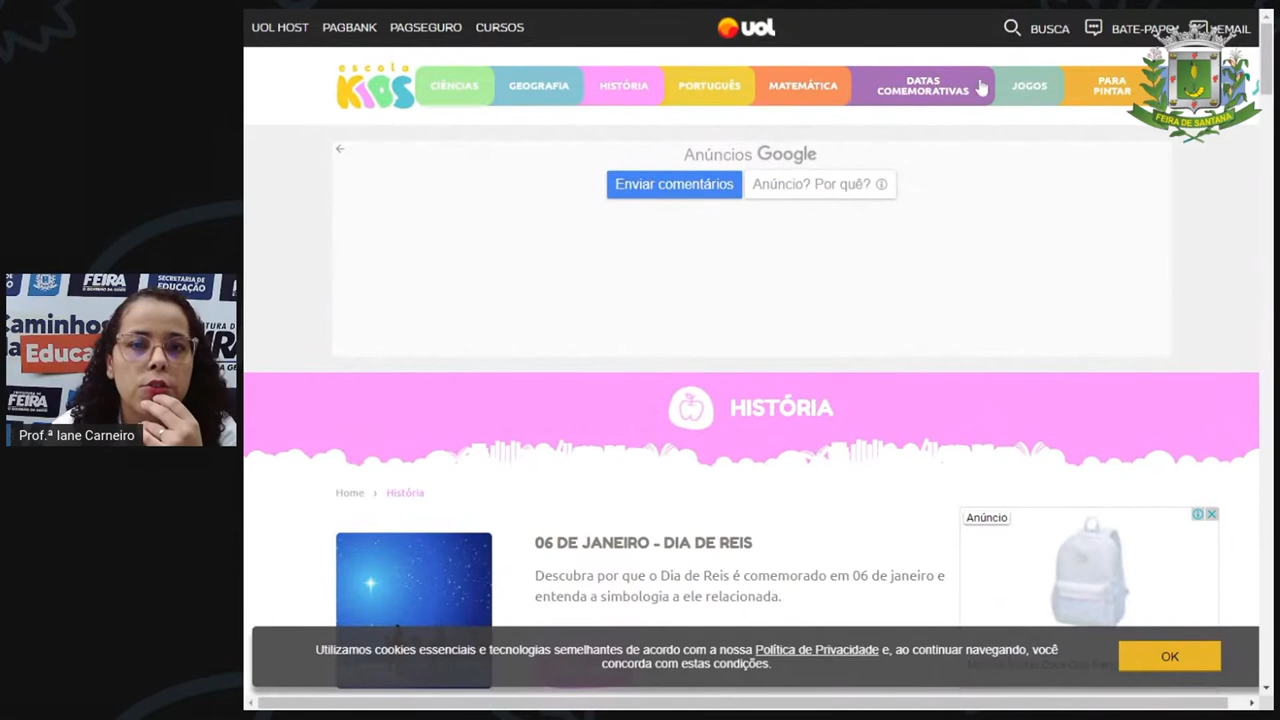 UOL HOST PAGBANK PAGSEGURO CURSOS
uol
BUSCA BATE-PAPO EMAIL
escola
KIDS
CIÊNCIAS
GEOGRAFIA
HISTÓRIA
PORTUGUÊS
MATEMÁTICA
DATAS
COMEMORATIVAS
JOGOS
PARA
PINTAR
FEIRA DE SANTANA
Anúncios Google
Enviar comentários
Anúncio? Por quê?
HISTÓRIA
Home › História
06 DE JANEIRO - DIA DE REIS
Descubra por que o Dia de Reis é comemorado em 06 de janeiro e
entenda a simbologia a ele relacionada.
Anúncio
Utilizamos cookies essenciais e tecnologias semelhantes de acordo com a nossa Política de Privacidade e, ao continuar navegando, você
concorda com estas condições.
OK
FEIRA
SECRETARIA DE
EDUCAÇÃO
Caminhos
Educa
FEIRA
Prof.ª Iane Carneiro